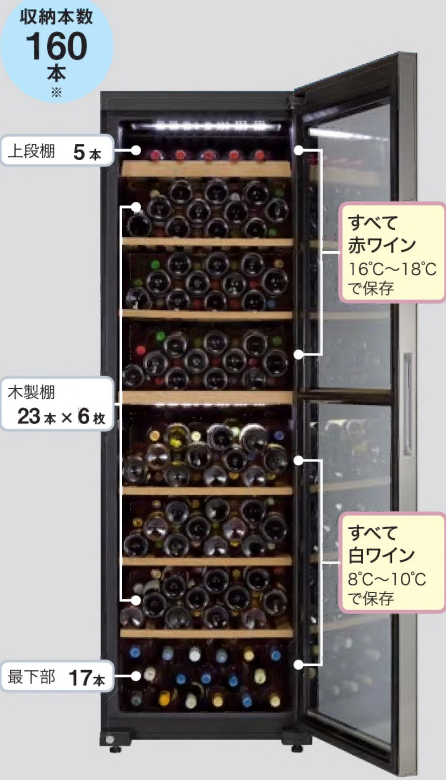 収納本数
160
本
※
上段棚 5本
すべて
赤ワイン
16℃〜18℃
で保存
木製棚
23本×6枚
すべて
白ワイン
8℃〜10℃
で保存
最下部 17本